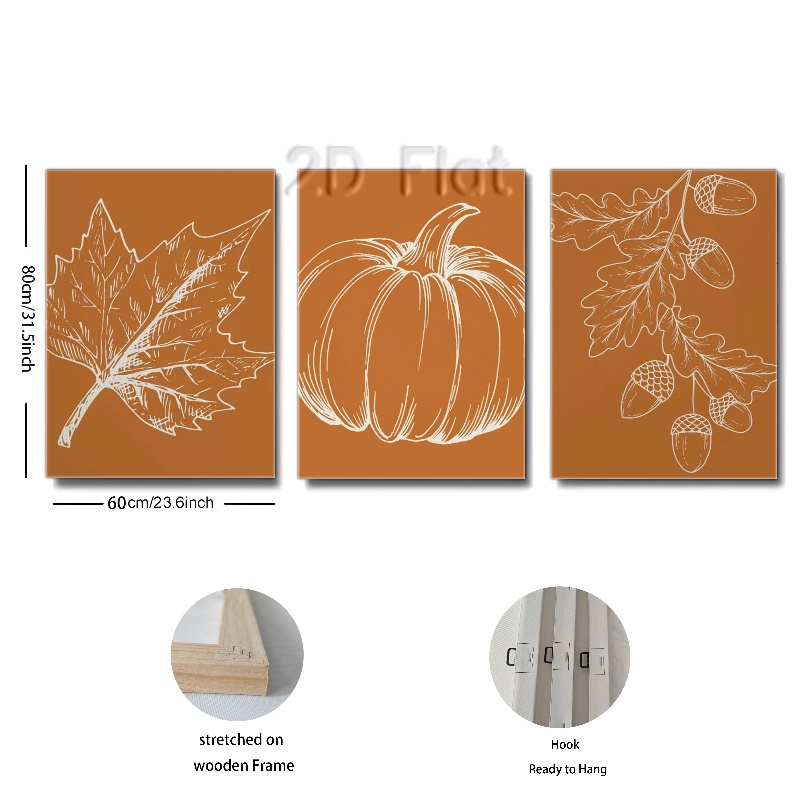 2D Flat
80cm/31.5inch
60cm/23.6inch
stretched on
wooden Frame
Hook
Ready to Hang